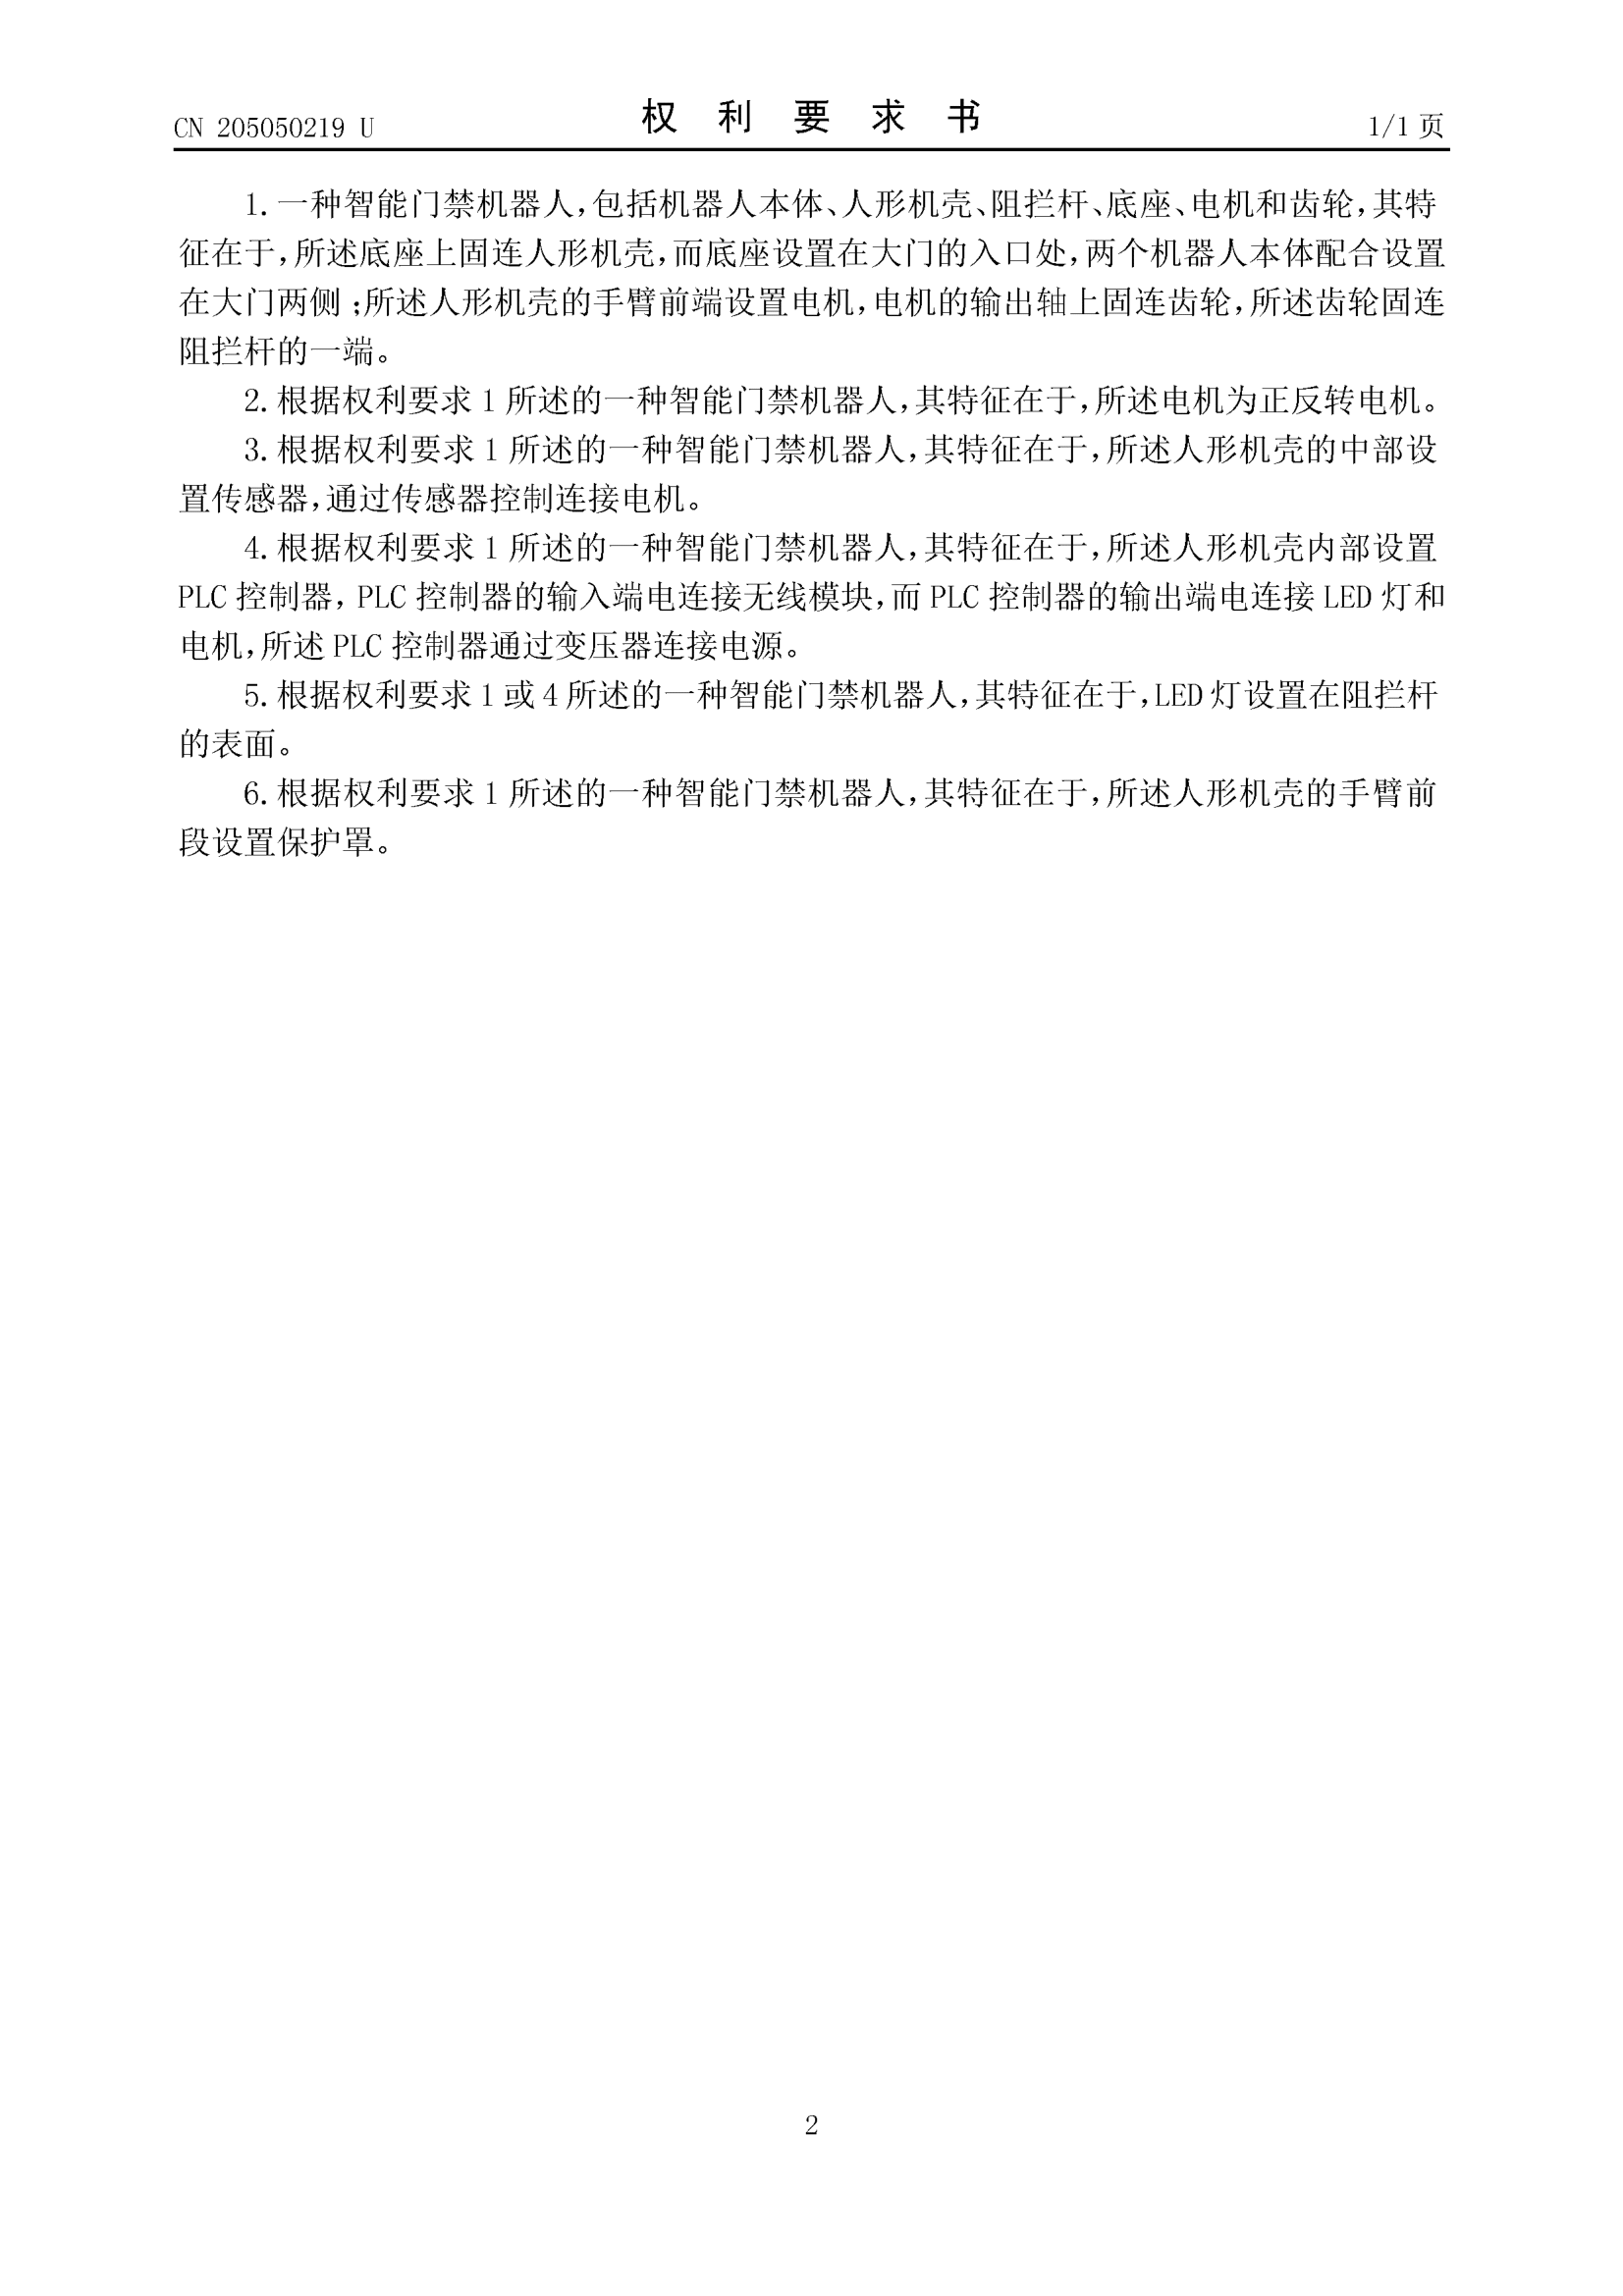 CN 205050219 U
权利要求书
1/1 页
1. 一种智能门禁机器人,包括机器人本体、人形机壳、阻拦杆、底座、电机和齿轮,其特
征在于,所述底座上固连人形机壳,而底座设置在大门的入口处,两个机器人本体配合设置
在大门两侧;所述人形机壳的手臂前端设置电机,电机的输出轴上固连齿轮,所述齿轮固连
阻拦杆的一端。
2. 根据权利要求 1 所述的一种智能门禁机器人,其特征在于,所述电机为正反转电机。
3. 根据权利要求 1 所述的一种智能门禁机器人,其特征在于,所述人形机壳的中部设
置传感器,通过传感器控制连接电机。
4. 根据权利要求 1 所述的一种智能门禁机器人,其特征在于,所述人形机壳内部设置
PLC 控制器, PLC 控制器的输入端电连接无线模块,而 PLC 控制器的输出端电连接 LED 灯和
电机,所述 PLC 控制器通过变压器连接电源。
5. 根据权利要求 1 或 4 所述的一种智能门禁机器人,其特征在于,LED 灯设置在阻拦杆
的表面。
6. 根据权利要求 1 所述的一种智能门禁机器人,其特征在于,所述人形机壳的手臂前
段设置保护罩。
2